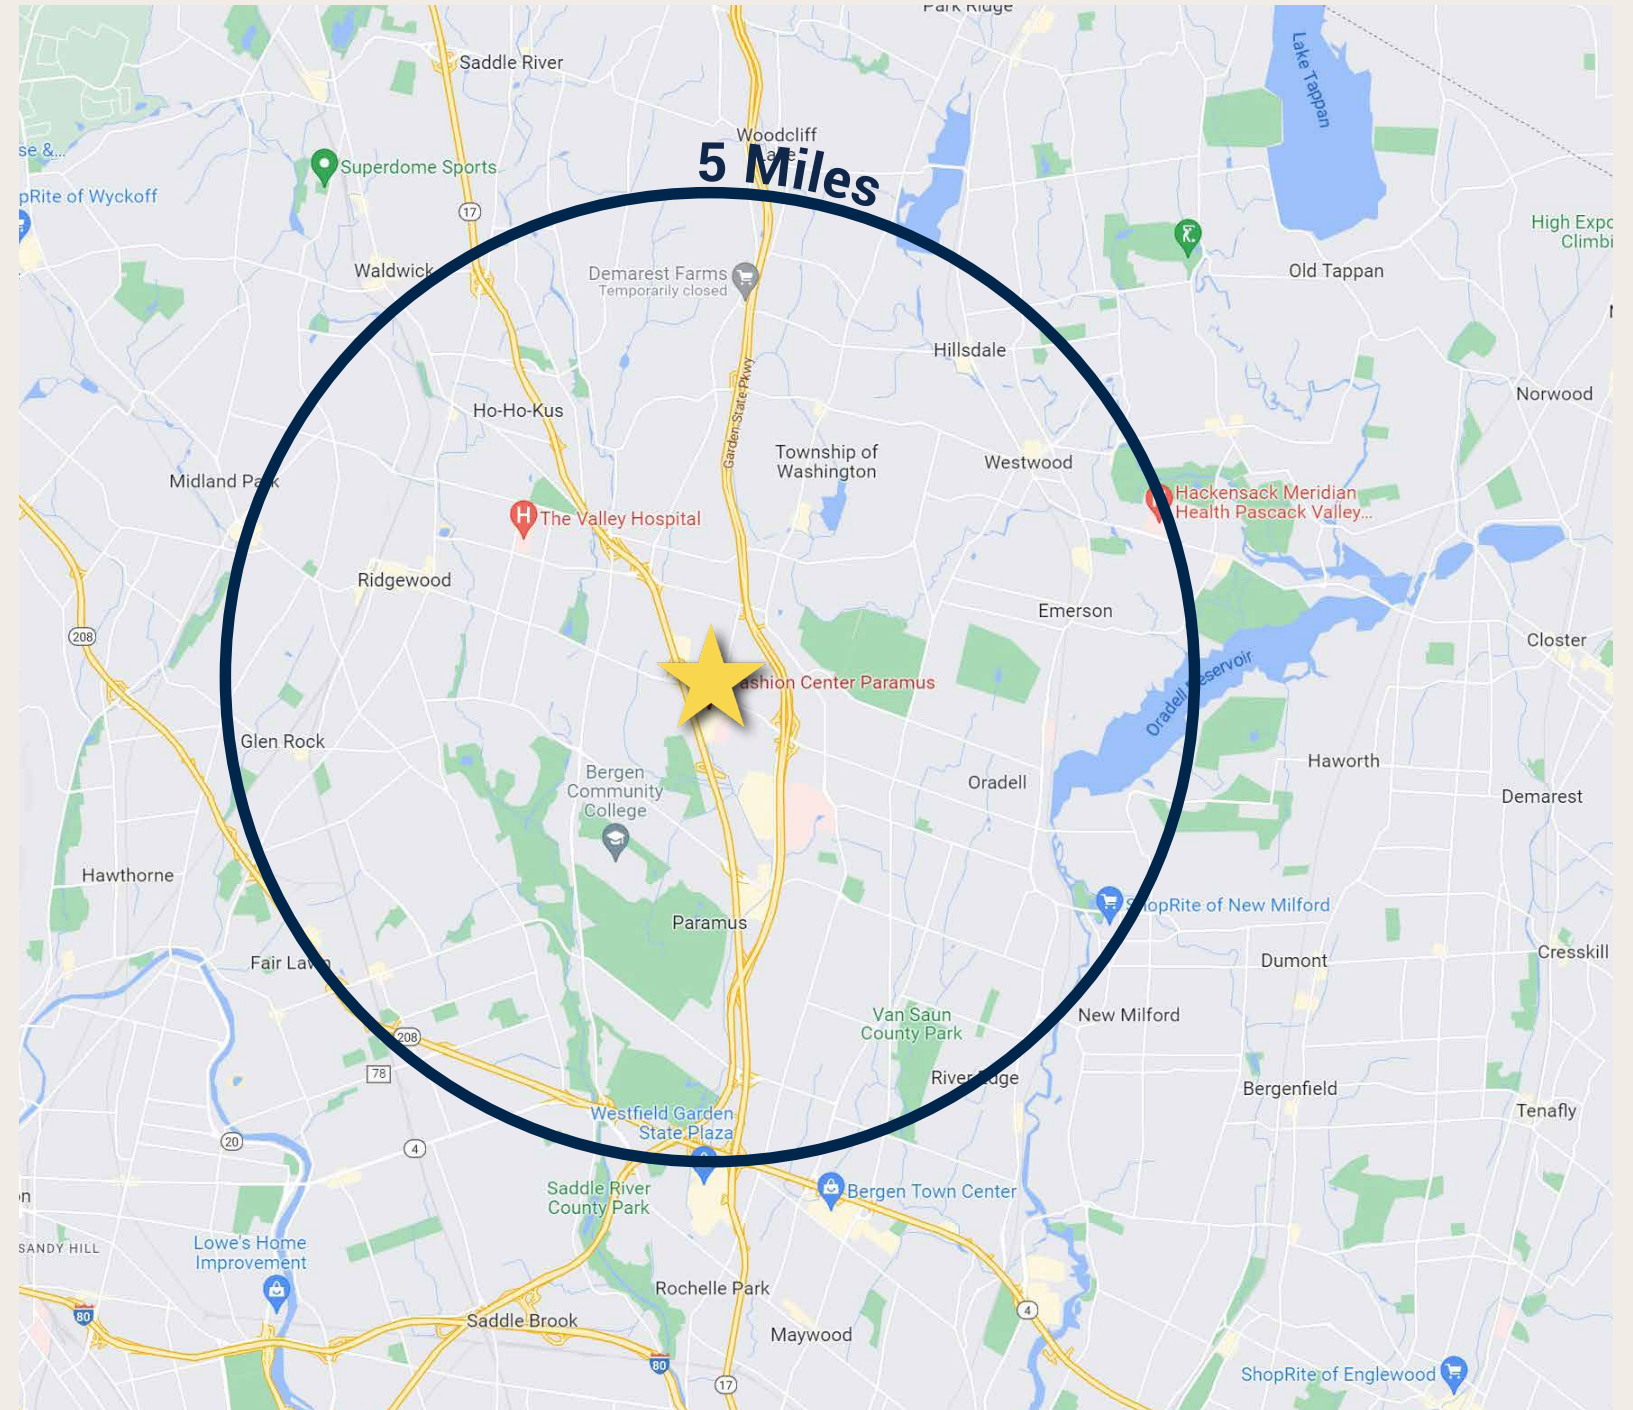 Park Ridge
Saddle River
Lake Tappan
Woodcliff
Lake
5 Miles
se &...
Superdome Sports
pRite of Wyckoff
17
High Expo
Climbi
Waldwick
Demarest Farms
Temporarily closed
Old Tappan
Hillsdale
Norwood
Garden State Pkwy
Ho-Ho-Kus
Township of
Washington
Westwood
Midland Park
Hackensack Meridian
Health Pascack Valley...
H
The Valley Hospital
Ridgewood
Emerson
208
Closter
Oradell Reservoir
ashion Center Paramus
Glen Rock
Haworth
Bergen
Community
College
Oradell
Demarest
Hawthorne
ShopRite of New Milford
Paramus
Fair Lawn
Dumont
Cresskill
Van Saun
County Park
New Milford
208
78
River Edge
Bergenfield
Westfield Garden
State Plaza
Tenafly
20
4
Saddle River
County Park
Bergen Town Center
on
SANDY HILL
Lowe's Home
Improvement
Rochelle Park
80
Saddle Brook
4
Maywood
80
17
ShopRite of Englewood